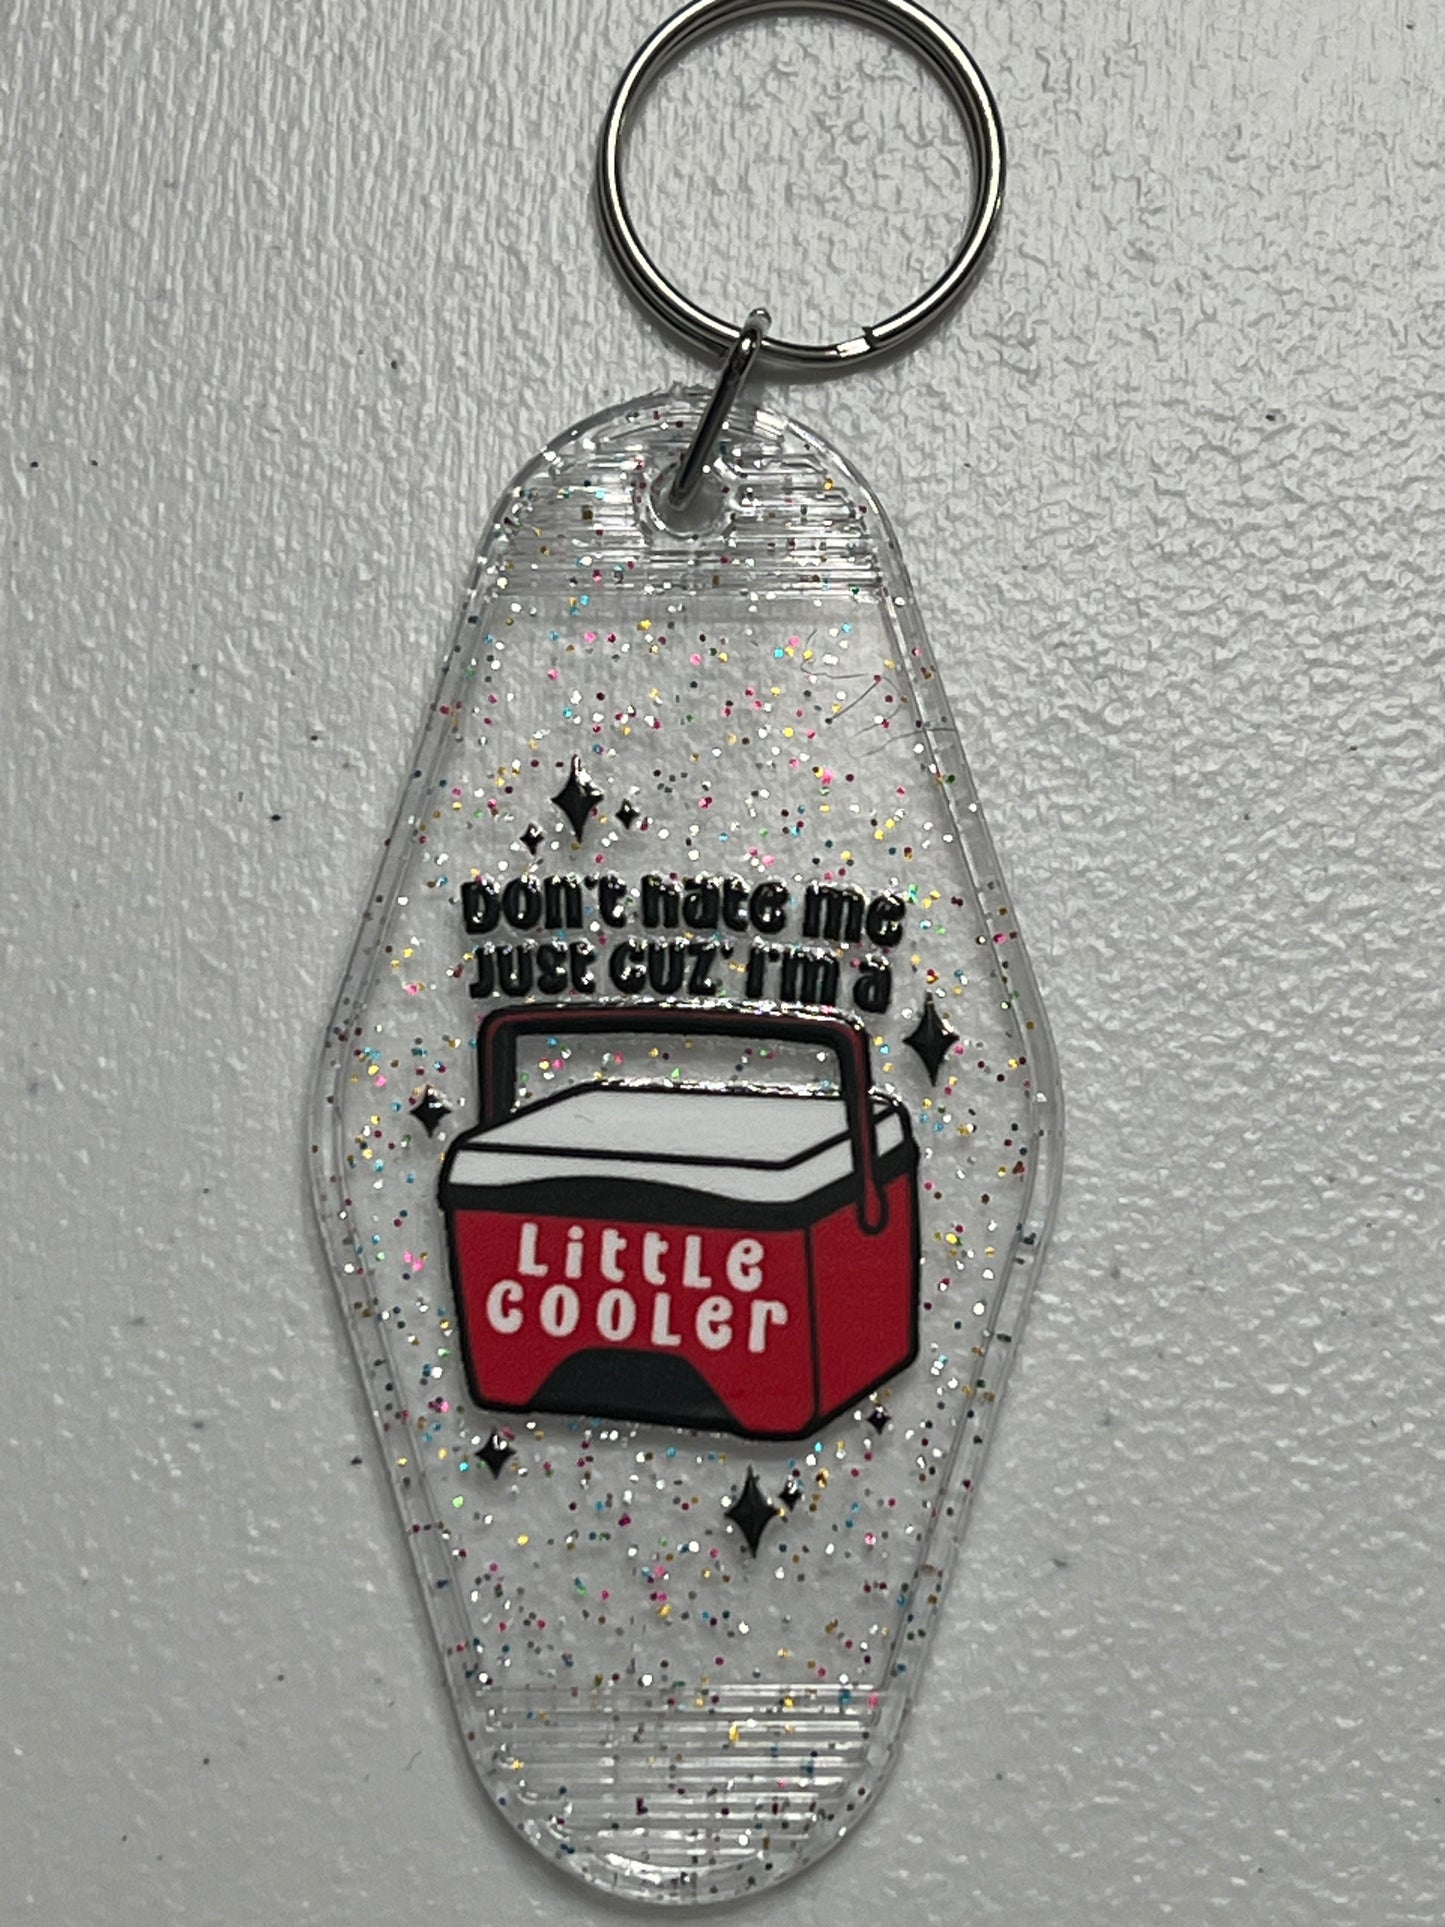 Don't hate me
just cuz' i'm a
Little
cooler